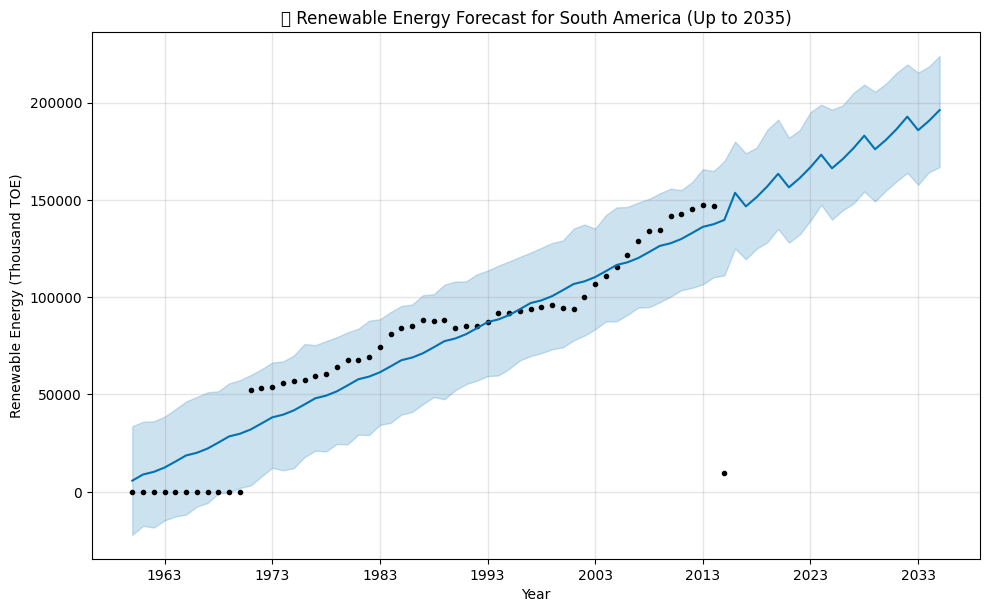 Renewable Energy Forecast for South America (Up to 2035)
Renewable Energy (Thousand TOE)
200000
150000
100000
50000
0
1963 1973 1983 1993 2003 2013 2023 2033
Year